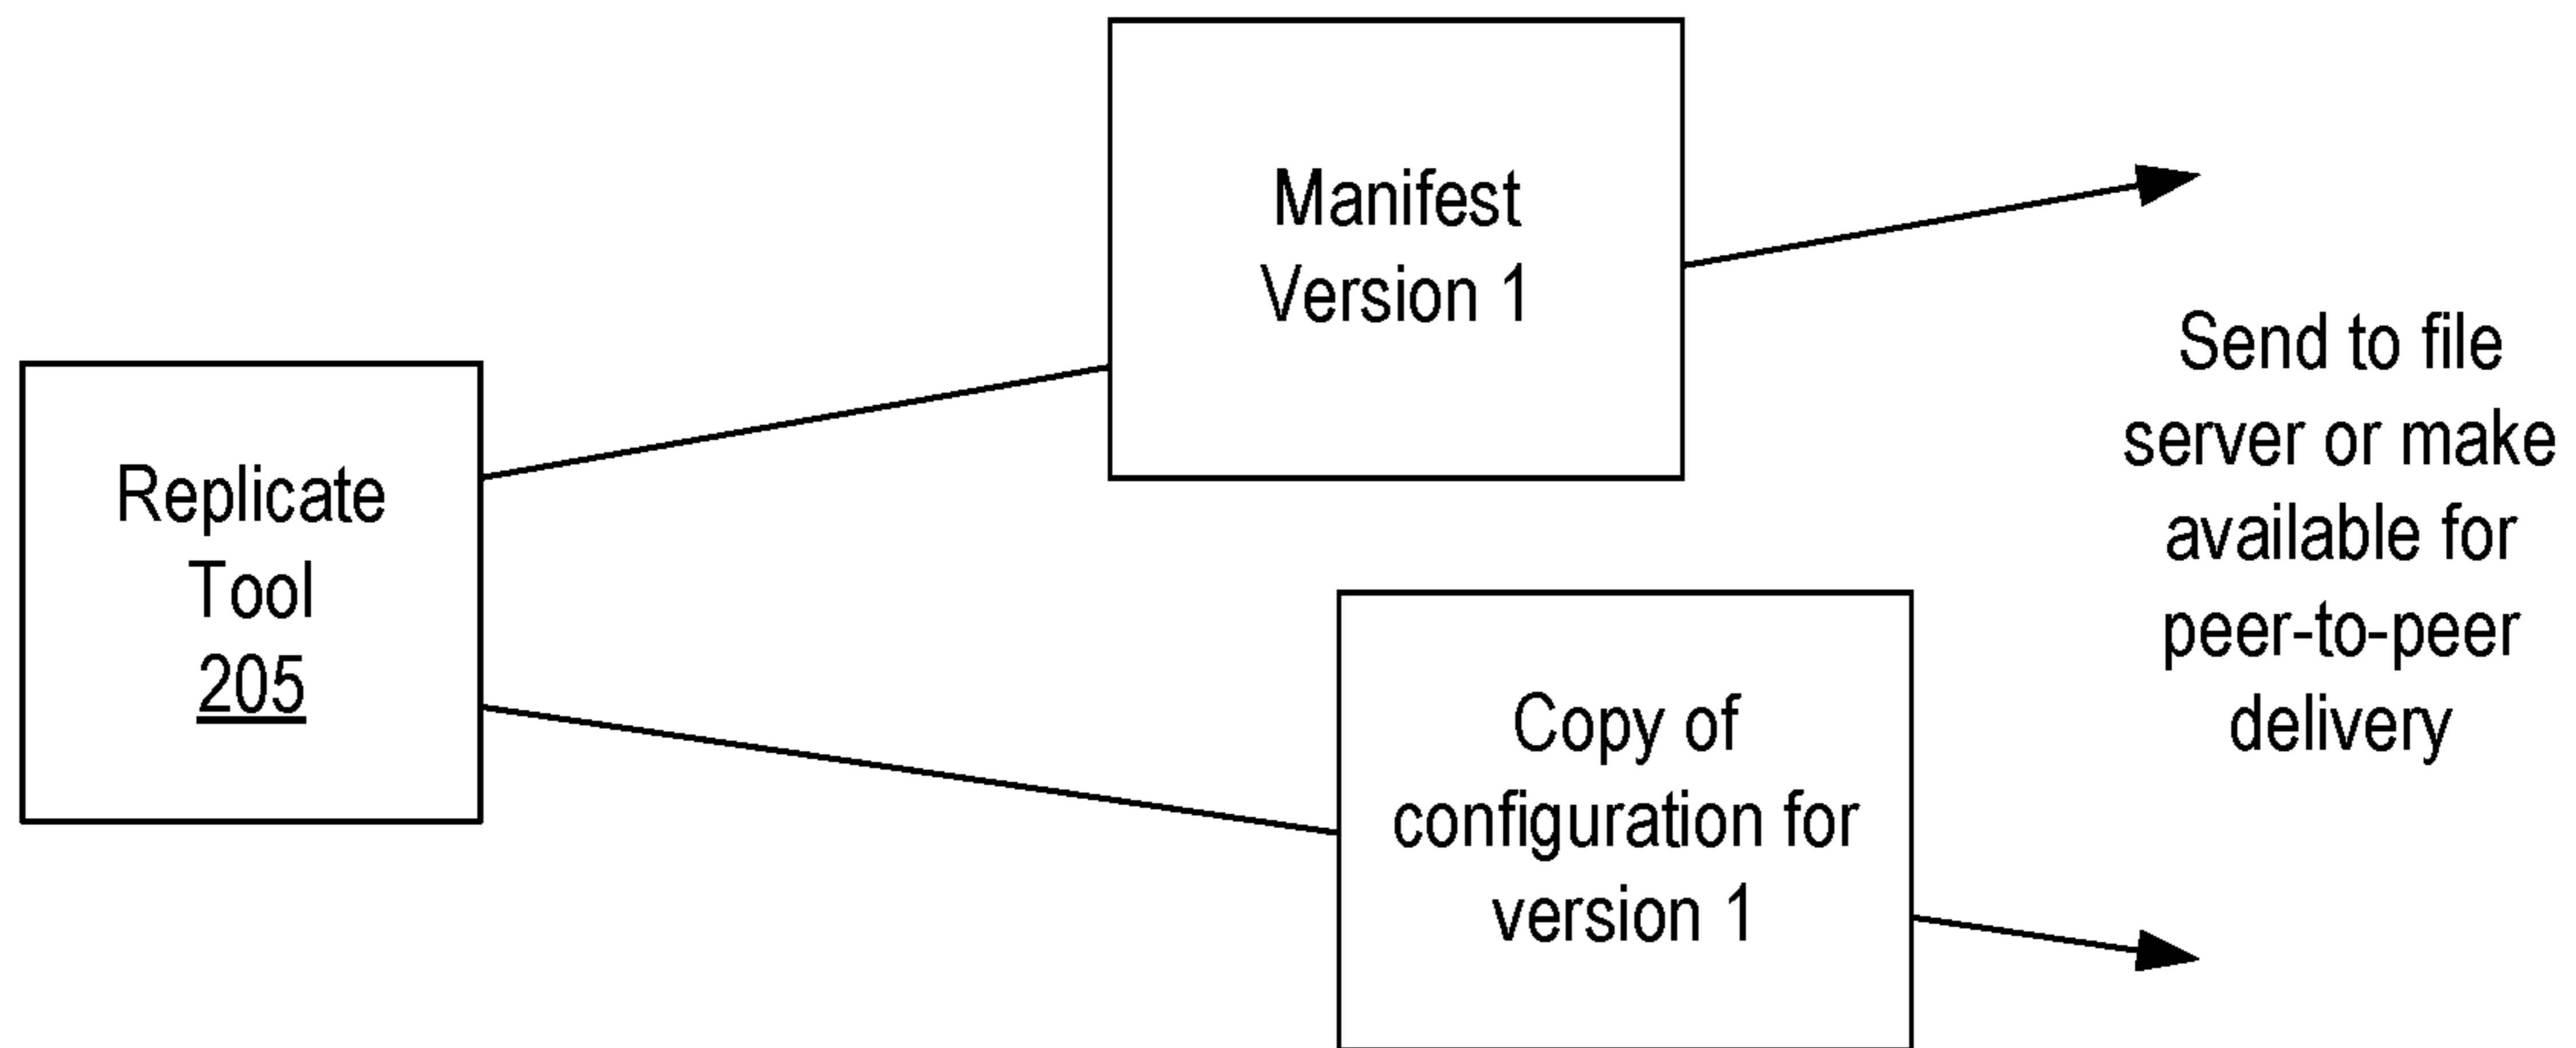 Manifest
Version 1
Replicate
Tool
205
Send to file
server or make
available for
peer-to-peer
delivery
Copy of
configuration for
version 1